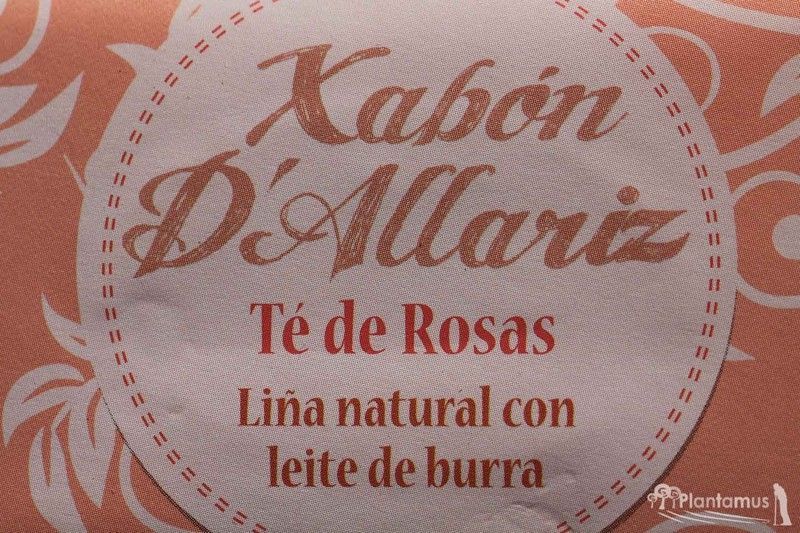 Xabón
D'Allariz
Té de Rosas
Liña natural con
leite de burra
Plantamus